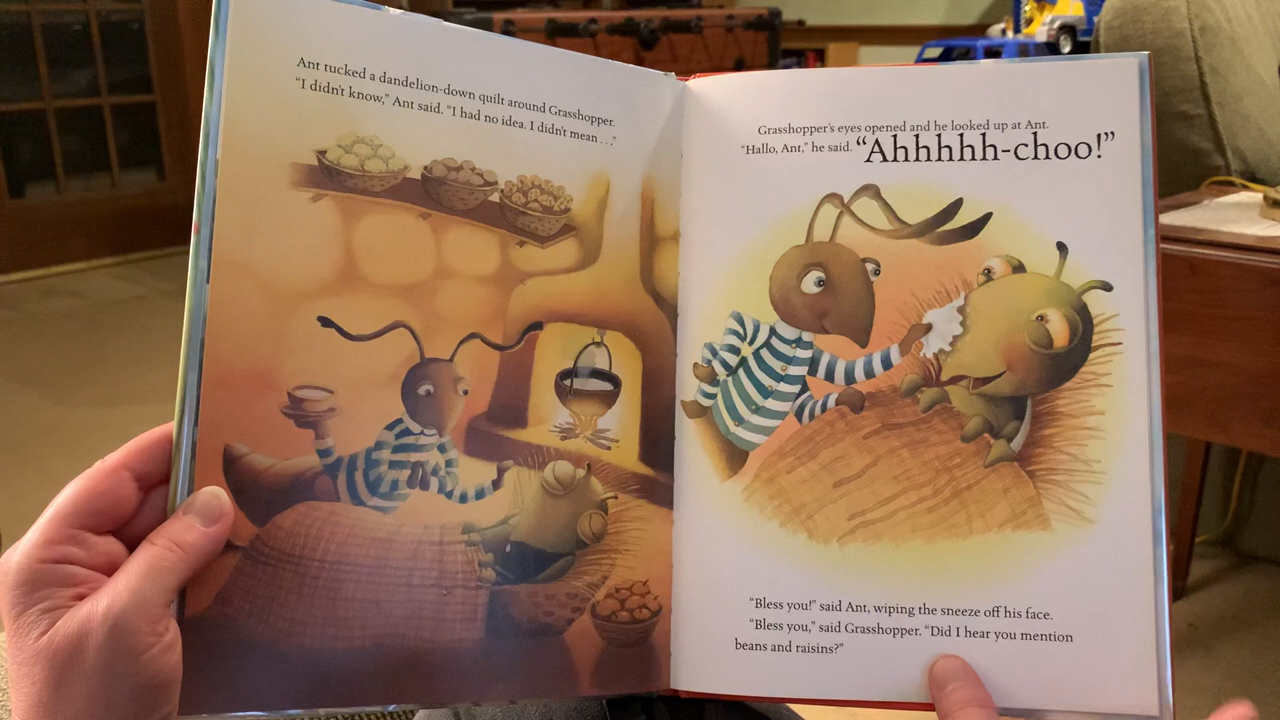 Ant tucked a dandelion-down quilt around Grasshopper.
“I didn’t know,” Ant said. “I had no idea. I didn’t mean . . .”
Grasshopper’s eyes opened and he looked up at Ant.
“Hallo, Ant,” he said. “Ahhhhh-choo!”
“Bless you!” said Ant, wiping the sneeze off his face.
“Bless you,” said Grasshopper. “Did I hear you mention
beans and raisins?”